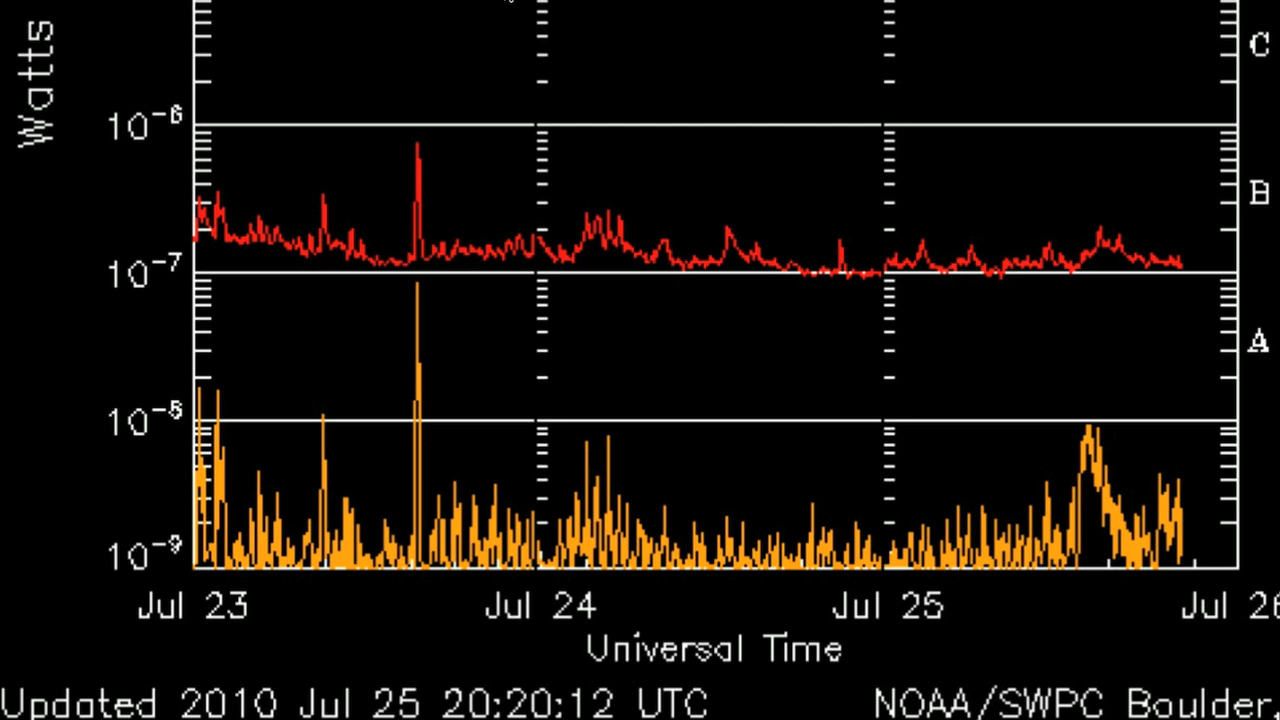 Watts
C
10⁻⁶
B
10⁻⁷
A
10⁻⁸
10⁻⁹
Jul 23 Jul 24 Jul 25 Jul 26
Universal Time
Updated 2010 Jul 25 20:20:12 UTC NOAA/SWPC Boulder,